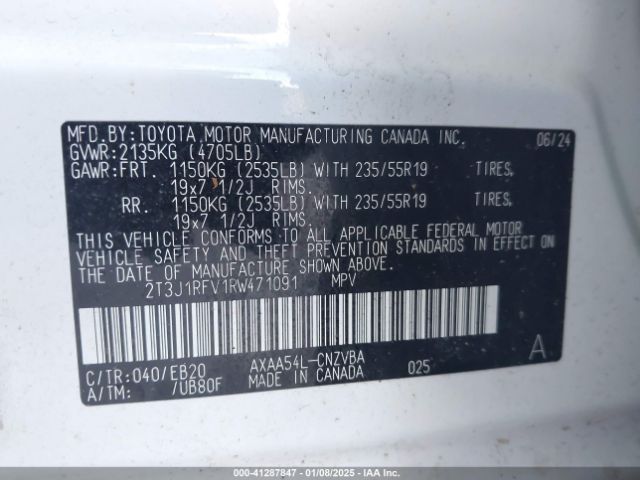 MFD.BY:TOYOTA MOTOR MANUFACTURING CANADA INC. 06/24
GVWR:2135KG (4705LB)
GAWR:FRT. 1150KG (2535LB) WITH 235/55R19 TIRES,
19x7 1/2J RIMS.
RR. 1150KG (2535LB) WITH 235/55R19 TIRES,
19x7 1/2J RIMS.
THIS VEHICLE CONFORMS TO ALL APPLICABLE FEDERAL MOTOR
VEHICLE SAFETY AND THEFT PREVENTION STANDARDS IN EFFECT ON
THE DATE OF MANUFACTURE SHOWN ABOVE.
2T3J1RFV1RW471091 MPV
C/TR:040/EB20 AXAA54L-CNZVBA 025 A
A/TM: /UB80F MADE IN CANADA
000-41287847 — 01/08/2025 — IAA Inc.